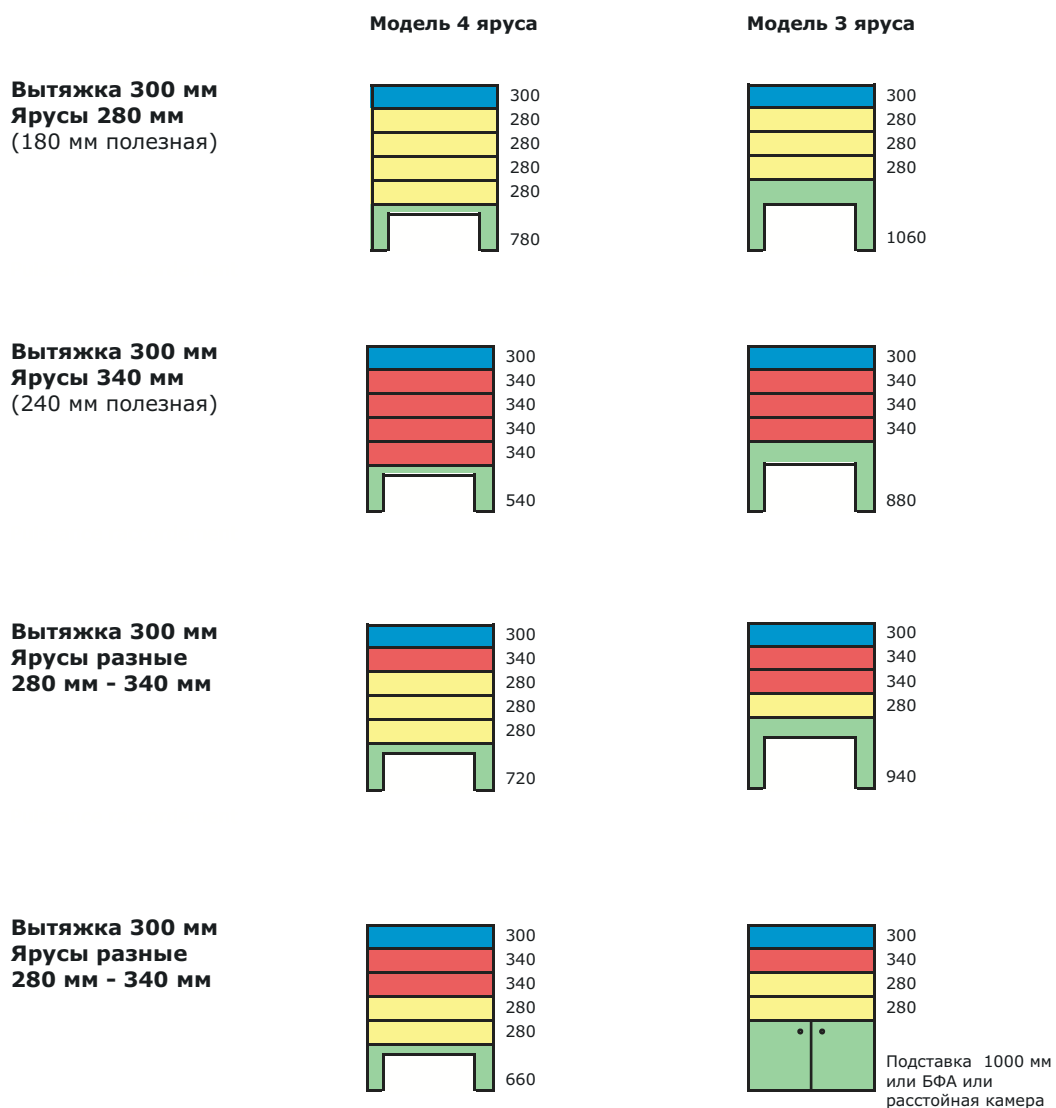 Модель 4 яруса
Модель 3 яруса
Вытяжка 300 мм
Ярусы 280 мм
(180 мм полезная)
300
280
280
280
280
780
300
280
280
280
1060
Вытяжка 300 мм
Ярусы 340 мм
(240 мм полезная)
300
340
340
340
340
540
300
340
340
340
880
Вытяжка 300 мм
Ярусы разные
280 мм - 340 мм
300
340
280
280
280
720
300
340
340
280
940
Вытяжка 300 мм
Ярусы разные
280 мм - 340 мм
300
340
340
280
280
660
300
340
280
280
Подставка 1000 мм
или БФА или
расстойная камера